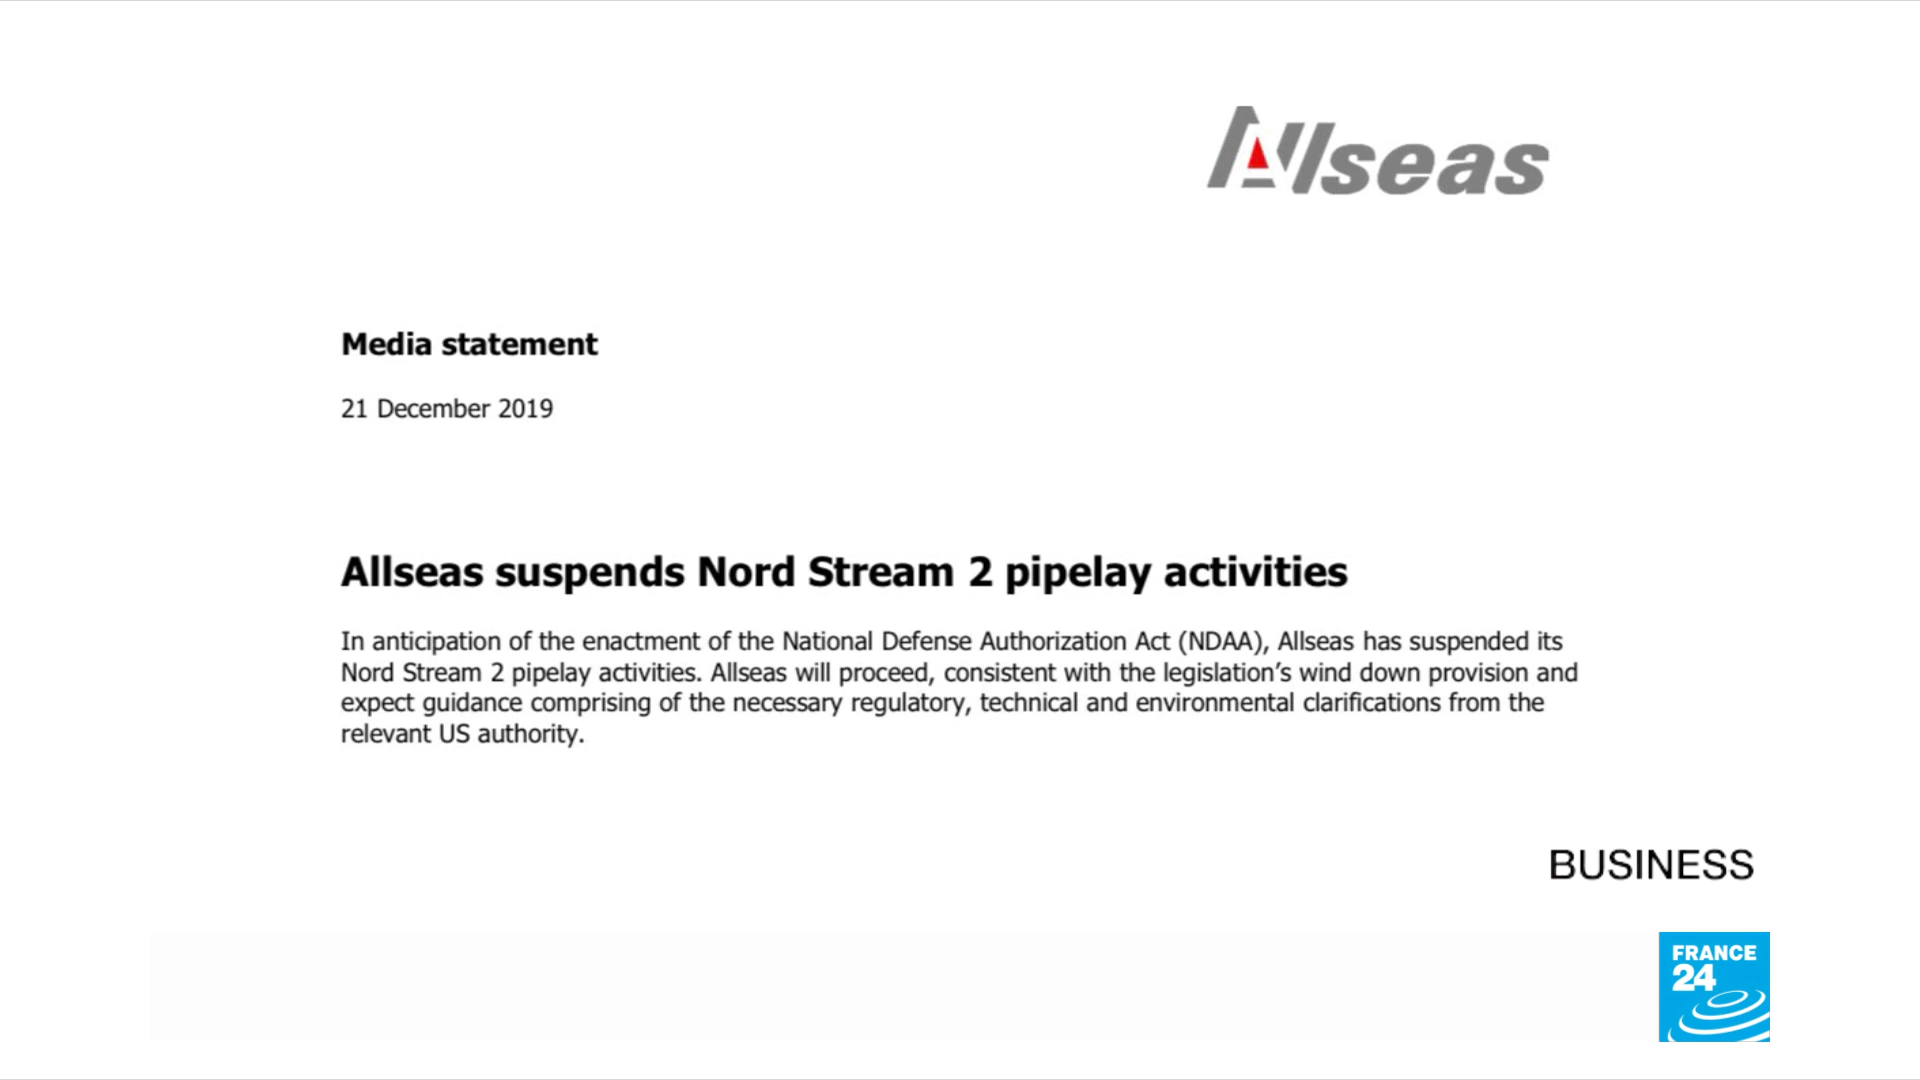 Allseas
Media statement
21 December 2019
Allseas suspends Nord Stream 2 pipelay activities
In anticipation of the enactment of the National Defense Authorization Act (NDAA), Allseas has suspended its
Nord Stream 2 pipelay activities. Allseas will proceed, consistent with the legislation’s wind down provision and
expect guidance comprising of the necessary regulatory, technical and environmental clarifications from the
relevant US authority.
BUSINESS
FRANCE
24